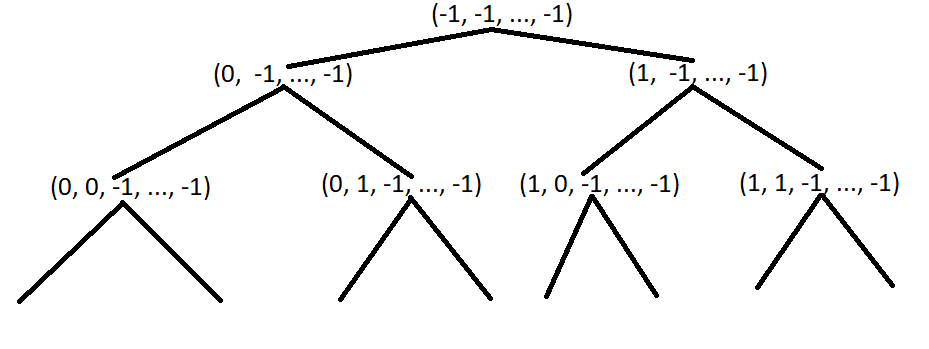 (-1, -1, ..., -1)
(0, -1, ..., -1) (1, -1, ..., -1)
(0, 0, -1, ..., -1) (0, 1, -1, ..., -1) (1, 0, -1, ..., -1) (1, 1, -1, ..., -1)